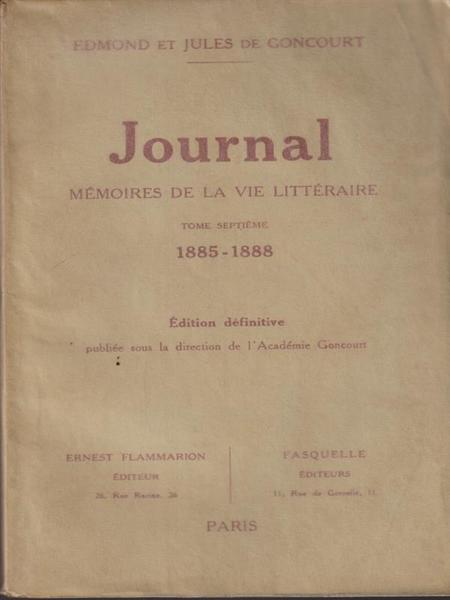 EDMOND ET JULES DE GONCOURT
Journal
MÉMOIRES DE LA VIE LITTÉRAIRE
TOME SEPTIÈME
1885-1888
Édition définitive
publiée sous la direction de l'Académie Goncourt
ERNEST FLAMMARION
ÉDITEUR
26, Rue Racine, 26
FASQUELLE
ÉDITEURS
11, Rue de Grenelle, 11
PARIS